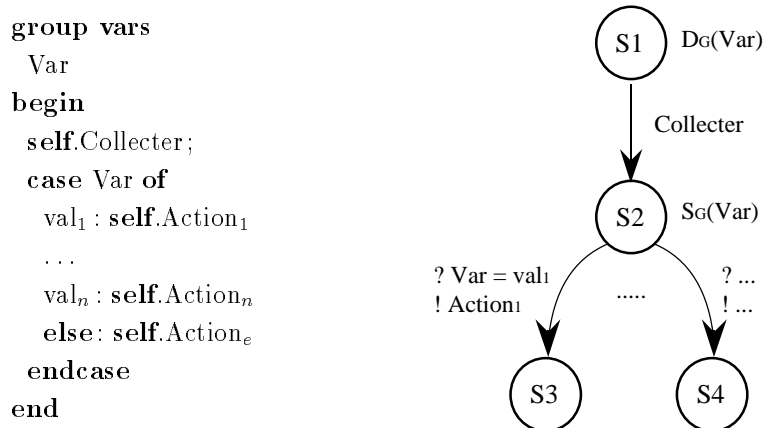 group vars
Var
begin
self.Collecter;
case Var of
val₁ : self.Action₁
. . .
valₙ : self.Actionₙ
else : self.Actionₑ
endcase
end
S1
DG(Var)
Collecter
S2
SG(Var)
? Var = val1
! Action1
.....
? ...
! ...
S3
S4